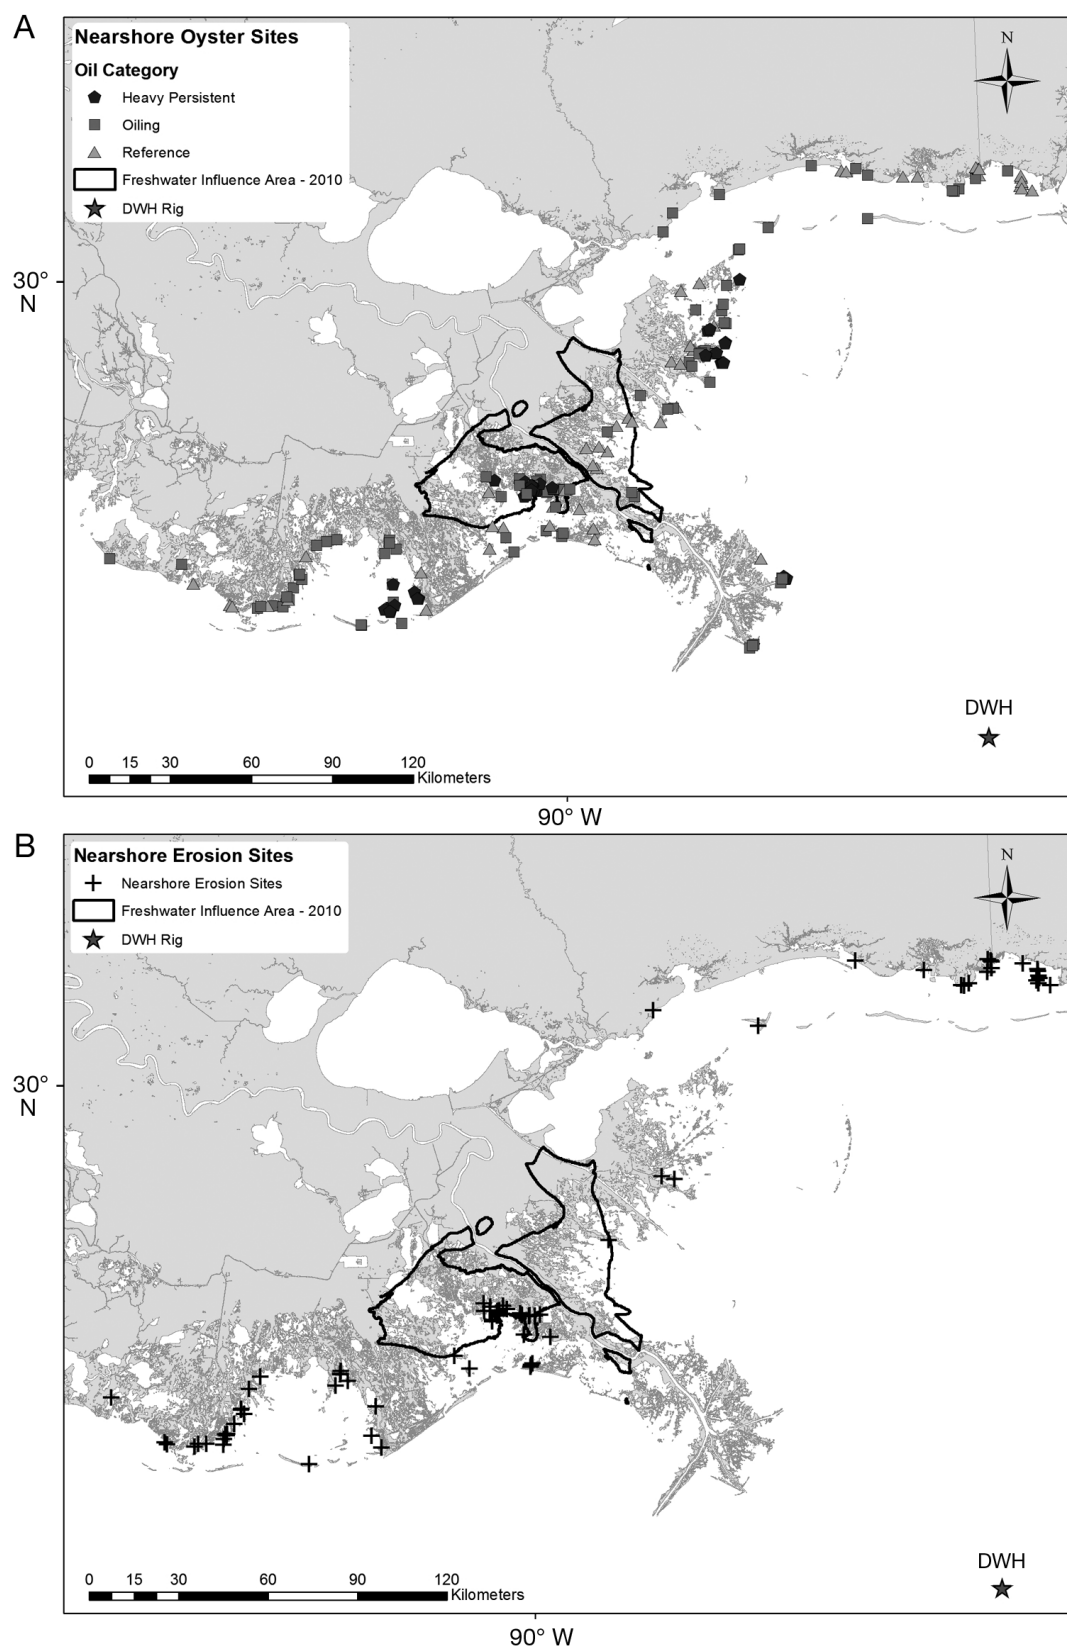 A
Nearshore Oyster Sites
Oil Category
Heavy Persistent
Oiling
Reference
Freshwater Influence Area - 2010
DWH Rig
N
30°
N
DWH
0 15 30 60 90 120
Kilometers
90° W
B
Nearshore Erosion Sites
Nearshore Erosion Sites
Freshwater Influence Area - 2010
DWH Rig
N
30°
N
DWH
0 15 30 60 90 120
Kilometers
90° W